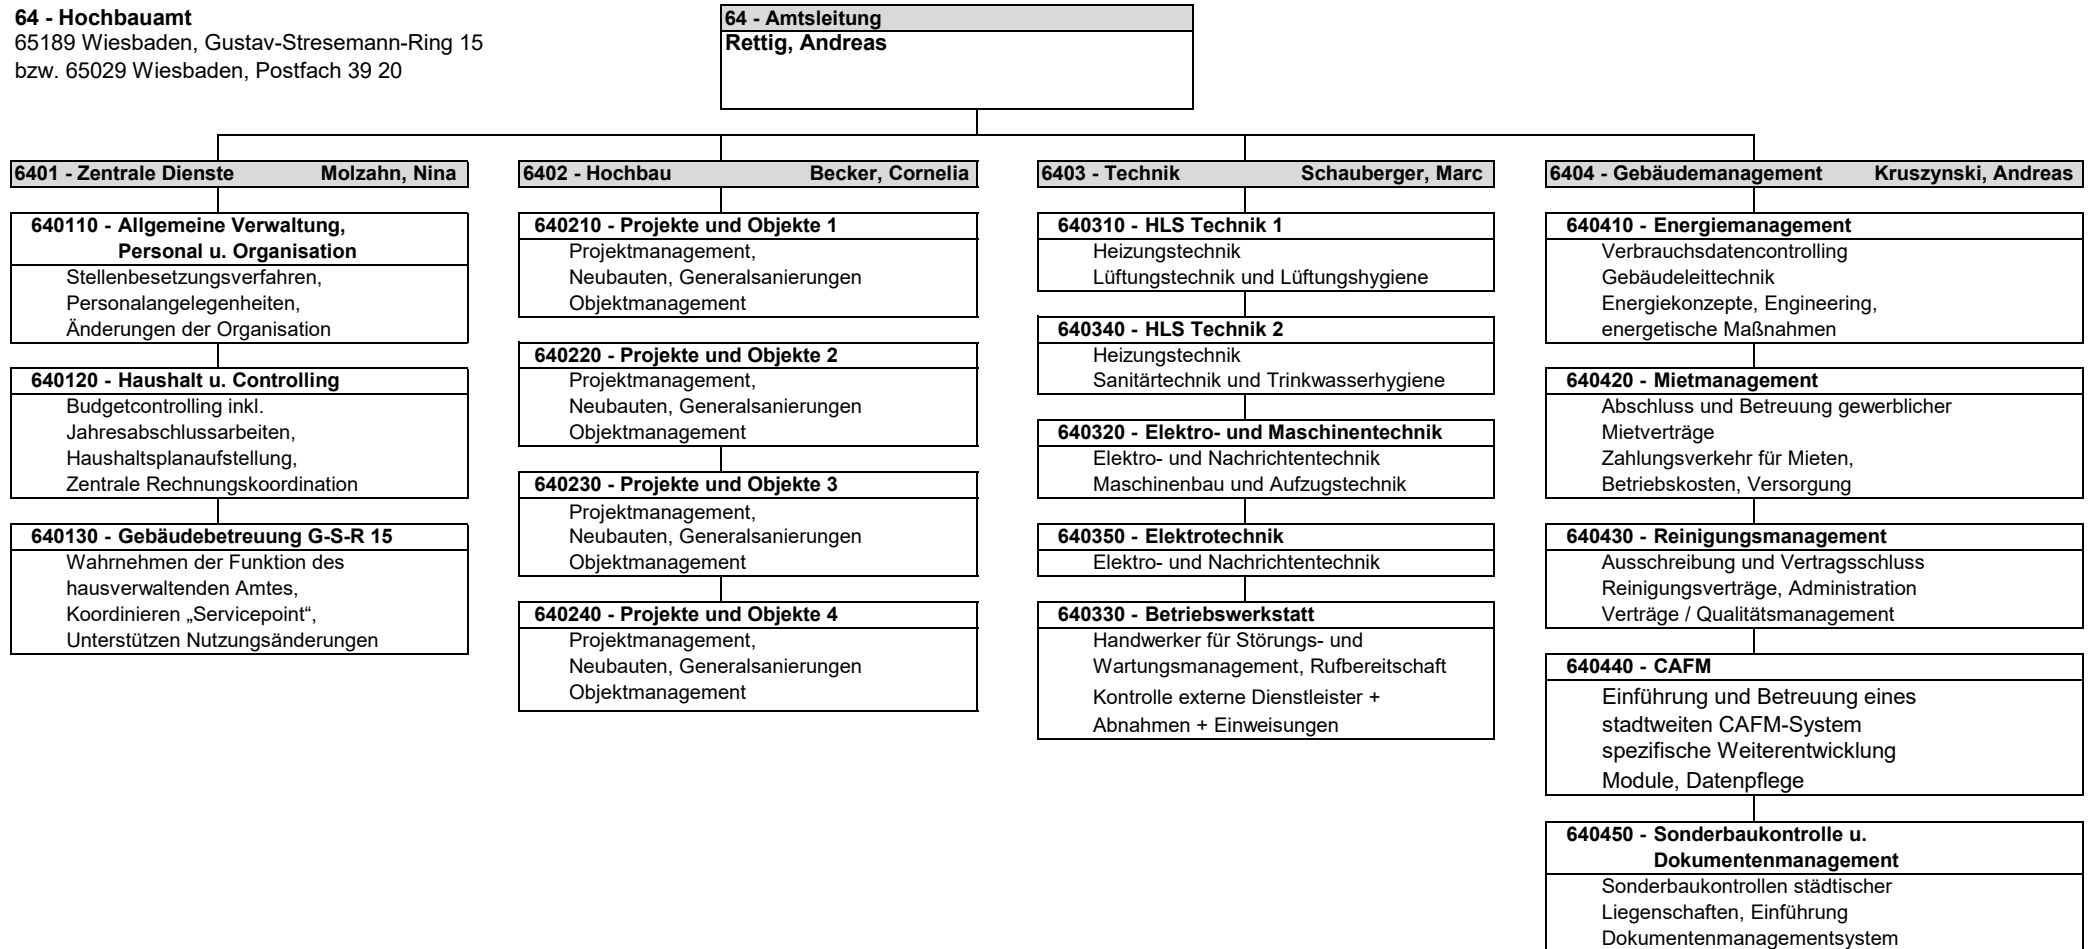 64 - Hochbauamt
65189 Wiesbaden, Gustav-Stresemann-Ring 15
bzw. 65029 Wiesbaden, Postfach 39 20
64 - Amtsleitung
Rettig, Andreas
6401 - Zentrale Dienste Molzahn, Nina
640110 - Allgemeine Verwaltung,
Personal u. Organisation
Stellenbesetzungsverfahren,
Personalangelegenheiten,
Änderungen der Organisation
640120 - Haushalt u. Controlling
Budgetcontrolling inkl.
Jahresabschlussarbeiten,
Haushaltsplanaufstellung,
Zentrale Rechnungskoordination
640130 - Gebäudebetreuung G-S-R 15
Wahrnehmen der Funktion des
hausverwaltenden Amtes,
Koordinieren „Servicepoint“,
Unterstützen Nutzungsänderungen
6402 - Hochbau Becker, Cornelia
640210 - Projekte und Objekte 1
Projektmanagement,
Neubauten, Generalsanierungen
Objektmanagement
640220 - Projekte und Objekte 2
Projektmanagement,
Neubauten, Generalsanierungen
Objektmanagement
640230 - Projekte und Objekte 3
Projektmanagement,
Neubauten, Generalsanierungen
Objektmanagement
640240 - Projekte und Objekte 4
Projektmanagement,
Neubauten, Generalsanierungen
Objektmanagement
6403 - Technik Schauberger, Marc
640310 - HLS Technik 1
Heizungstechnik
Lüftungstechnik und Lüftungshygiene
640340 - HLS Technik 2
Heizungstechnik
Sanitärtechnik und Trinkwasserhygiene
640320 - Elektro- und Maschinentechnik
Elektro- und Nachrichtentechnik
Maschinenbau und Aufzugstechnik
640350 - Elektrotechnik
Elektro- und Nachrichtentechnik
640330 - Betriebswerkstatt
Handwerker für Störungs- und
Wartungsmanagement, Rufbereitschaft
Kontrolle externe Dienstleister +
Abnahmen + Einweisungen
6404 - Gebäudemanagement Kruszynski, Andreas
640410 - Energiemanagement
Verbrauchsdatencontrolling
Gebäudeleittechnik
Energiekonzepte, Engineering,
energetische Maßnahmen
640420 - Mietmanagement
Abschluss und Betreuung gewerblicher
Mietverträge
Zahlungsverkehr für Mieten,
Betriebskosten, Versorgung
640430 - Reinigungsmanagement
Ausschreibung und Vertragsschluss
Reinigungsverträge, Administration
Verträge / Qualitätsmanagement
640440 - CAFM
Einführung und Betreuung eines
stadtweiten CAFM-System
spezifische Weiterentwicklung
Module, Datenpflege
640450 - Sonderbaukontrolle u.
Dokumentenmanagement
Sonderbaukontrollen städtischer
Liegenschaften, Einführung
Dokumentenmanagementsystem